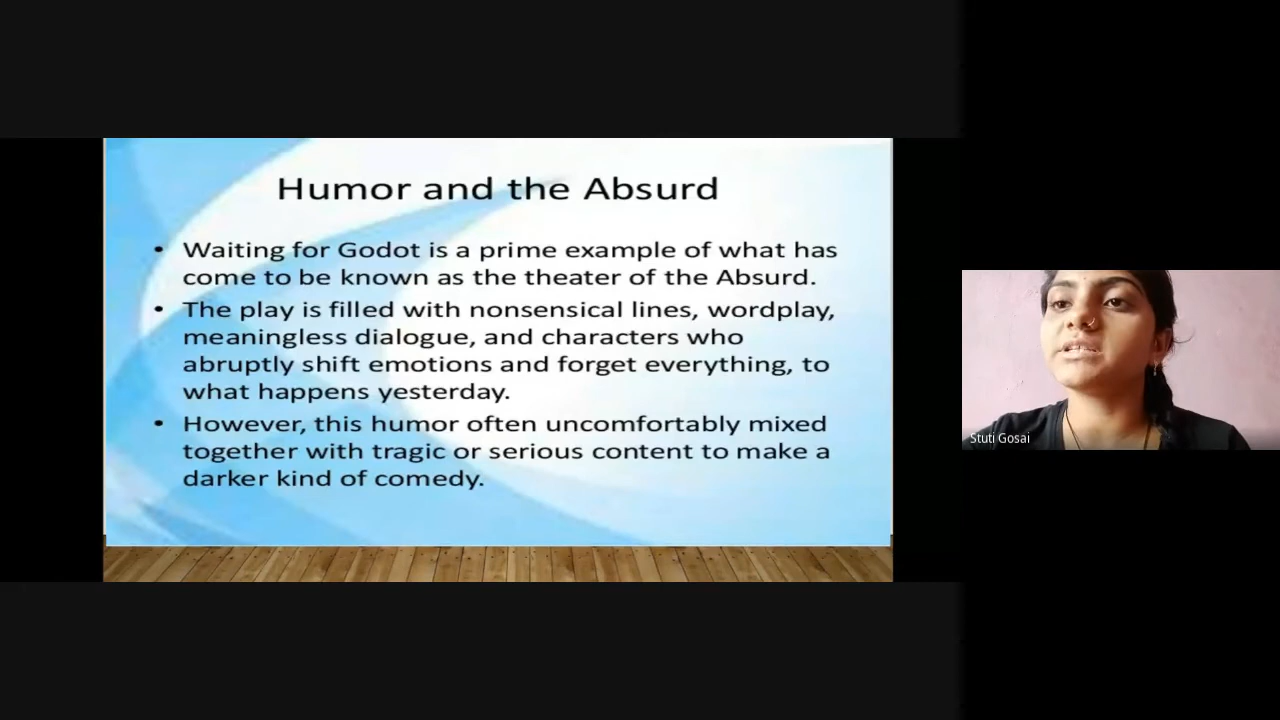 Humor and the Absurd
• Waiting for Godot is a prime example of what has
come to be known as the theater of the Absurd.
• The play is filled with nonsensical lines, wordplay,
meaningless dialogue, and characters who
abruptly shift emotions and forget everything, to
what happens yesterday.
• However, this humor often uncomfortably mixed
together with tragic or serious content to make a
darker kind of comedy.
Stuti Gosai